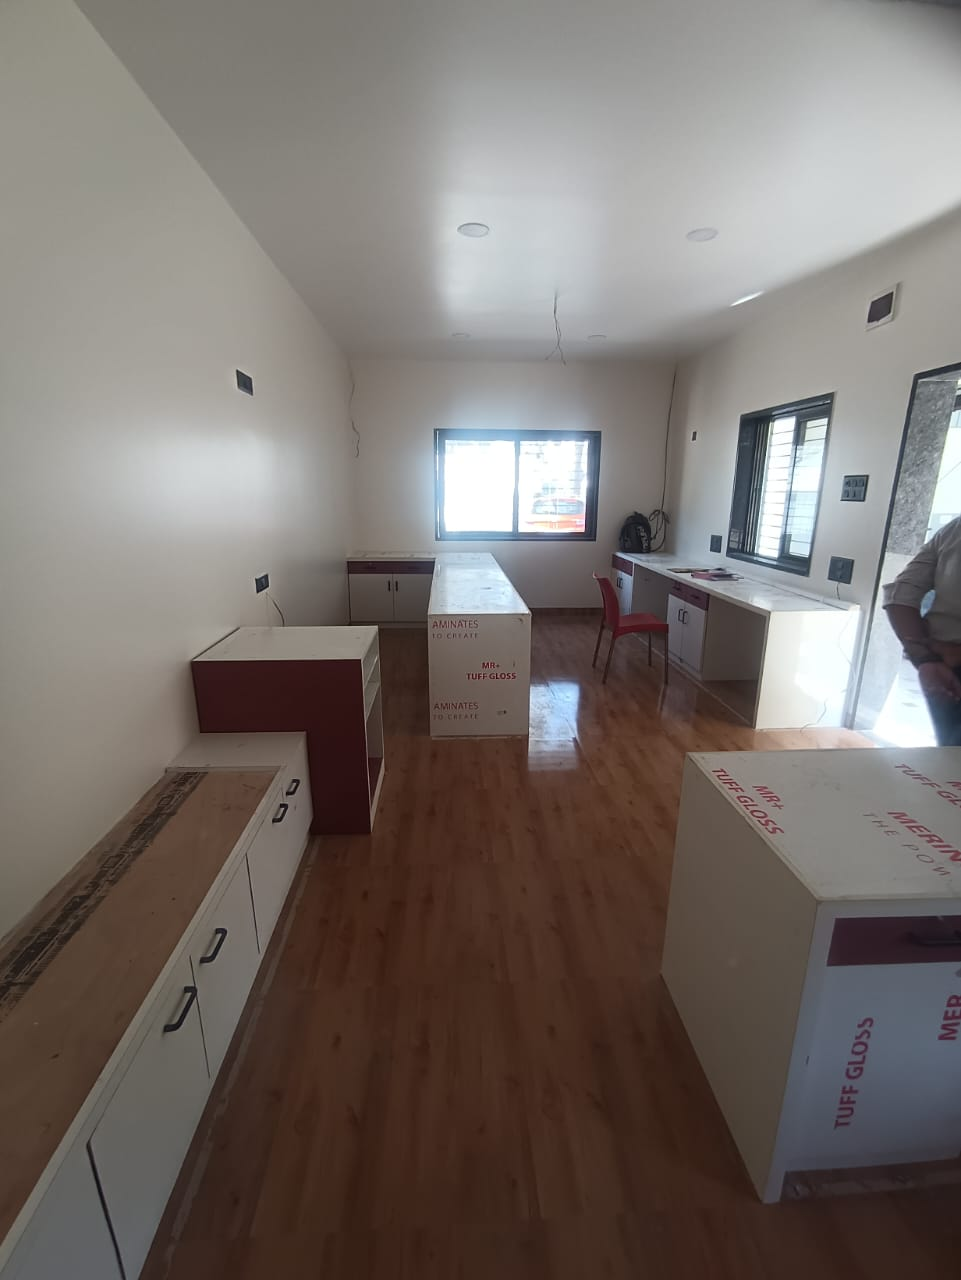 AMINATES
TO CREATE
MR+
TUFF GLOSS
AMINATES
TO CREATE
MR+
TUFF GLOSS
TUFF GL
MERIN
THE POW
TUFF GLOSS
MER